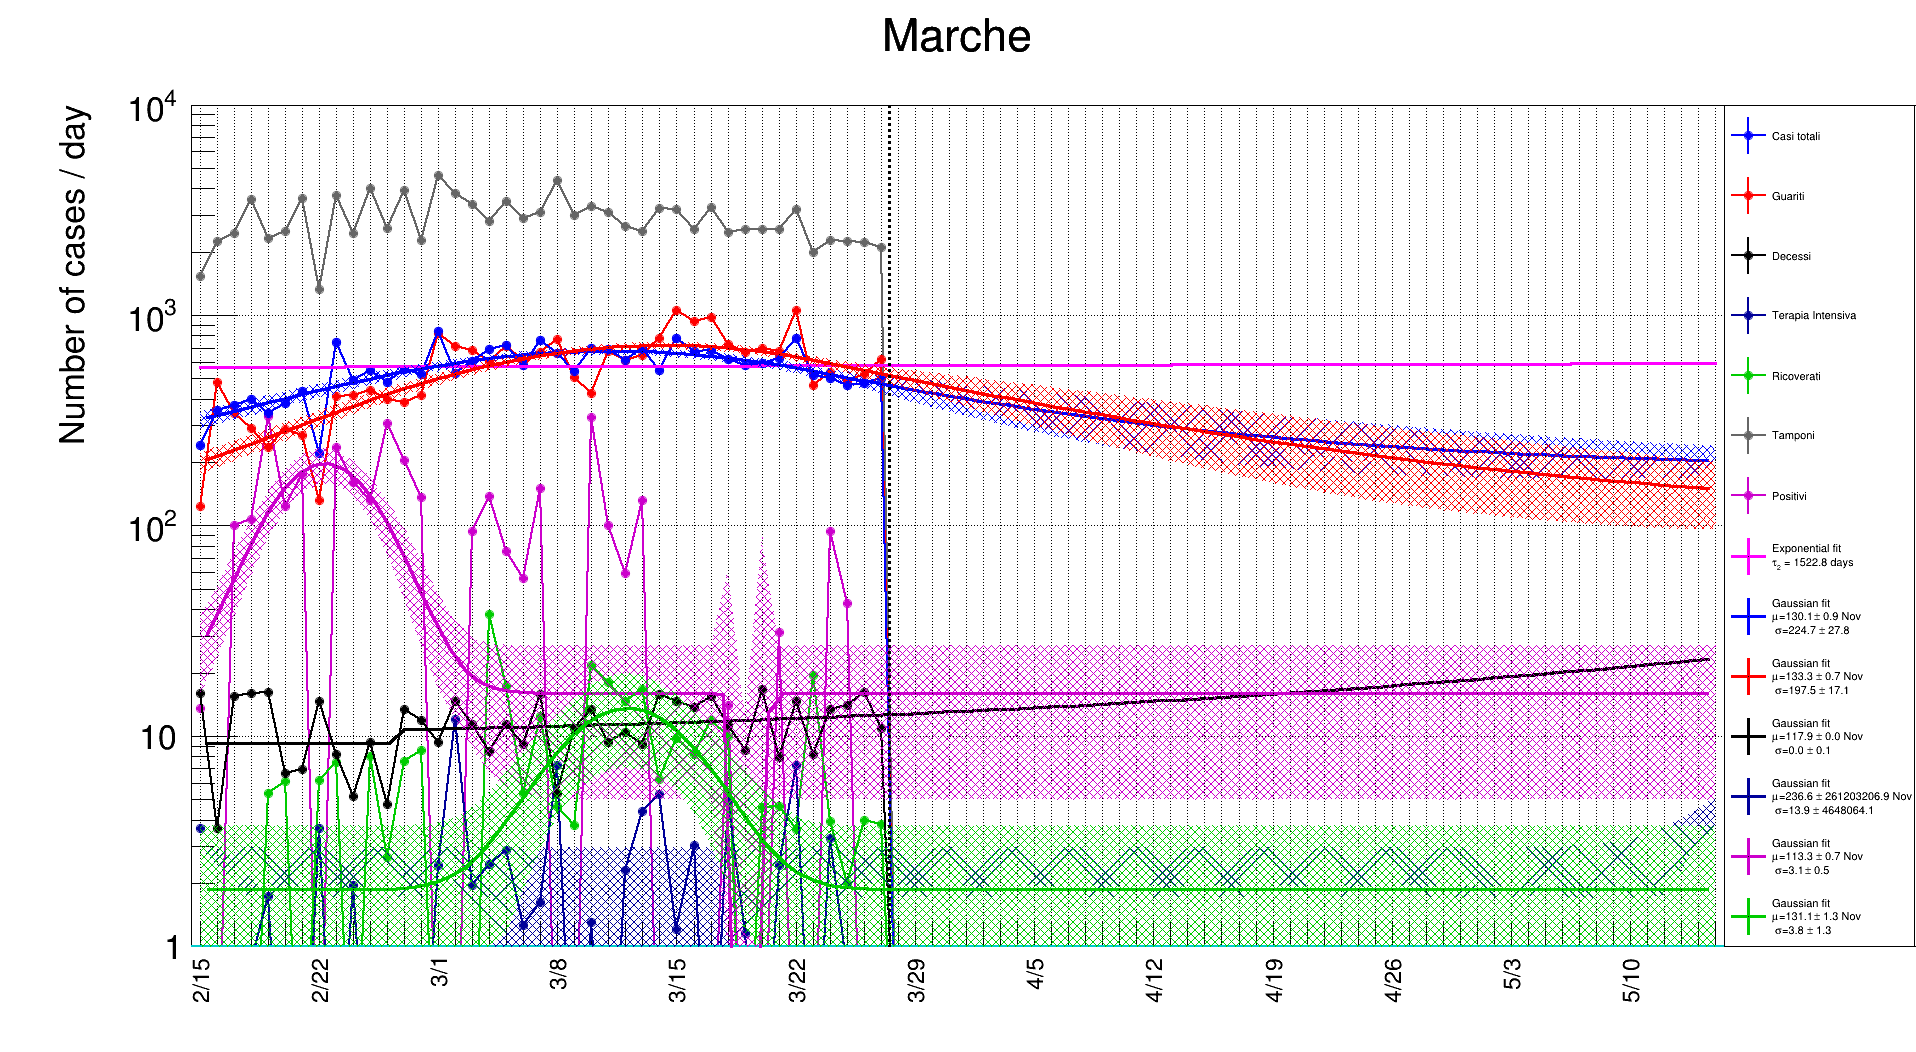 Marche
Number of cases / day
10^4
10^3
10^2
10
1
2/15
2/22
3/1
3/8
3/15
3/22
3/29
4/5
4/12
4/19
4/26
5/3
5/10
Casi totali
Guariti
Decessi
Terapia Intensiva
Ricoverati
Tamponi
Positivi
Exponential fit
τ₂ = 1522.8 days
Gaussian fit
μ=130.1± 0.9 Nov
σ=224.7 ± 27.8
Gaussian fit
μ=133.3± 0.7 Nov
σ=197.5 ± 17.1
Gaussian fit
μ=117.9± 0.0 Nov
σ=0.0 ± 0.1
Gaussian fit
μ=236.6± 261203206.9 Nov
σ=13.9 ± 4648064.1
Gaussian fit
μ=113.3± 0.7 Nov
σ=3.1± 0.5
Gaussian fit
μ=131.1± 1.3 Nov
σ=3.8 ± 1.3